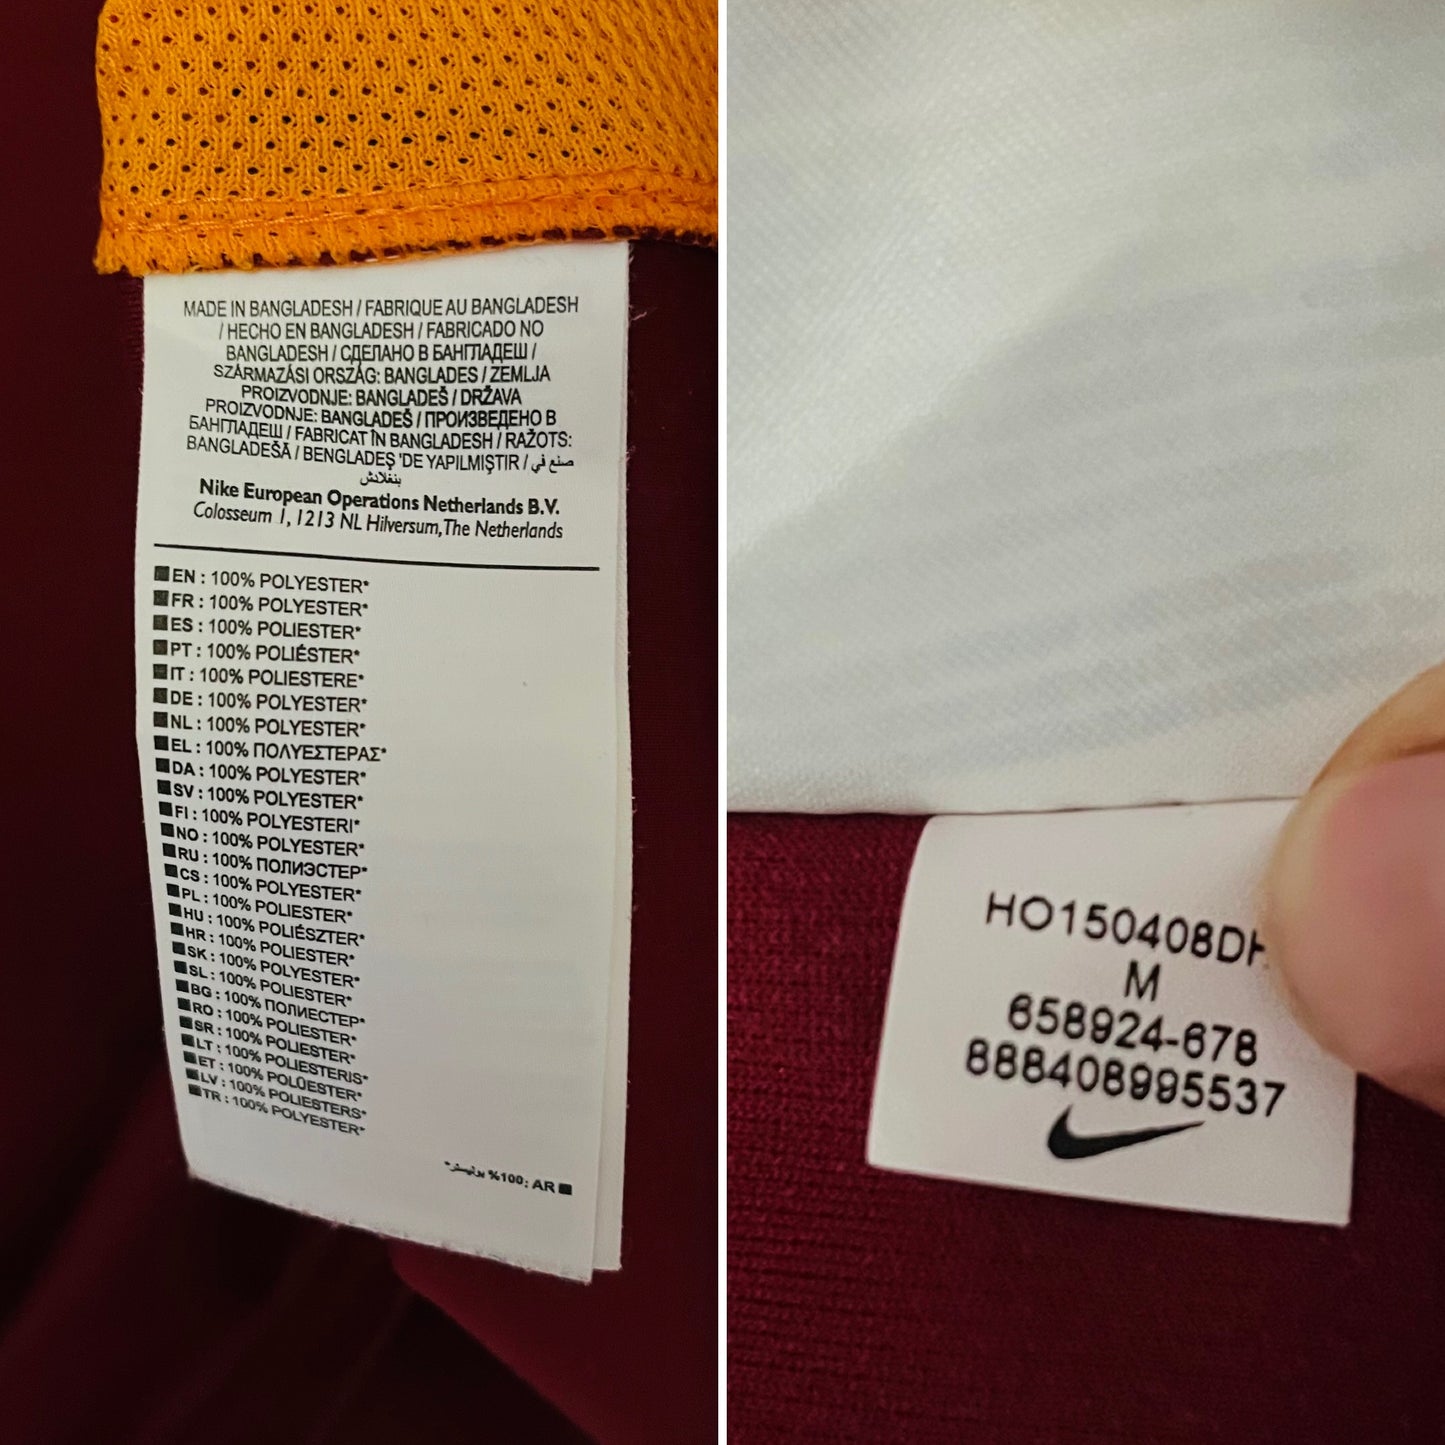 MADE IN BANGLADESH / FABRIQUE AU BANGLADESH
/ HECHO EN BANGLADESH / FABRICADO NO
BANGLADESH / СДЕЛАНО В БАНГЛАДЕШ /
SZÁRMAZÁSI ORSZÁG: BANGLADES / ZEMLJA
PROIZVODNJE: BANGLADEŠ / DRŽAVA
PROIZVODNJE: BANGLADEŠ / ПРОИЗВЕДЕНО В
БАНГЛАДЕШ / FABRICAT ÎN BANGLADESH / RAŽOTS:
BANGLADEŠĀ / BENGLADEŞ 'DE YAPILMIŞTIR / صنع في
بنغلادش
Nike European Operations Netherlands B.V.
Colosseum 1, 1213 NL Hilversum, The Netherlands
EN : 100% POLYESTER*
FR : 100% POLYESTER*
ES : 100% POLIESTER*
PT : 100% POLIÉSTER*
IT : 100% POLIESTERE*
DE : 100% POLYESTER*
NL : 100% POLYESTER*
EL : 100% ΠΟΛΥΕΣΤΕΡΑΣ*
DA : 100% POLYESTER*
SV : 100% POLYESTER*
FI : 100% POLYESTERI*
NO : 100% POLYESTER*
RU : 100% ПОЛИЭСТЕР*
CS : 100% POLYESTER*
PL : 100% POLIESTER*
HU : 100% POLIÉSZTER*
HR : 100% POLIESTER*
SK : 100% POLYESTER*
SL : 100% POLIESTER*
BG : 100% ПОЛИЕСТЕР*
RO : 100% POLIESTER*
SR : 100% POLIESTER*
LT : 100% POLIESTERIS*
ET : 100% POLÜESTER*
LV : 100% POLIESTERS*
TR : 100% POLYESTER*
AR :100% بوليستر*
HO150408DH
M
658924-678
888408995537